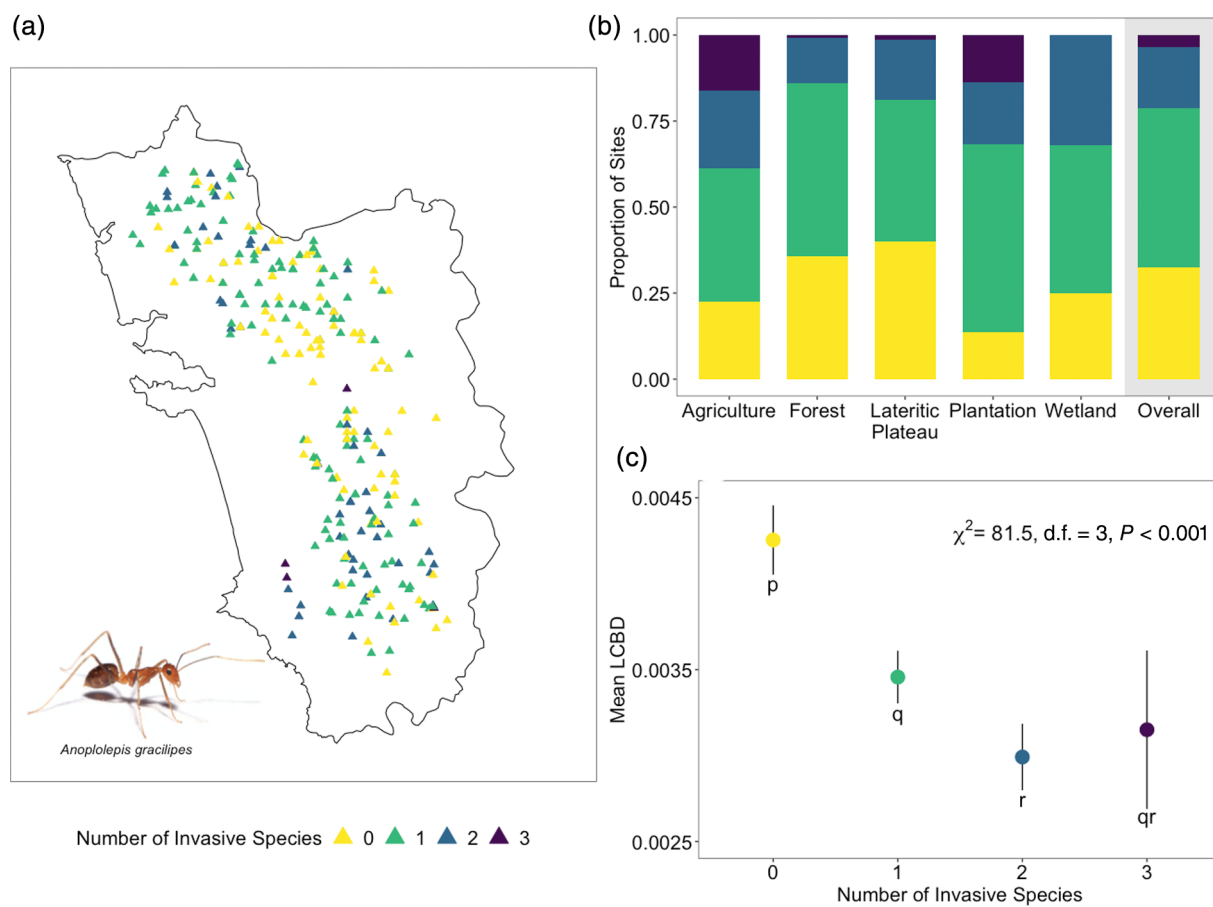 (a)
Anoplolepis gracilipes
Number of Invasive Species 0 1 2 3
(b)
Proportion of Sites
1.00
0.75
0.50
0.25
0.00
Agriculture Forest Lateritic Plantation Wetland Overall
Plateau
(c)
Mean LCBD
0.0045
0.0035
0.0025
χ²= 81.5, d.f. = 3, P < 0.001
p
q
r
qr
0 1 2 3
Number of Invasive Species